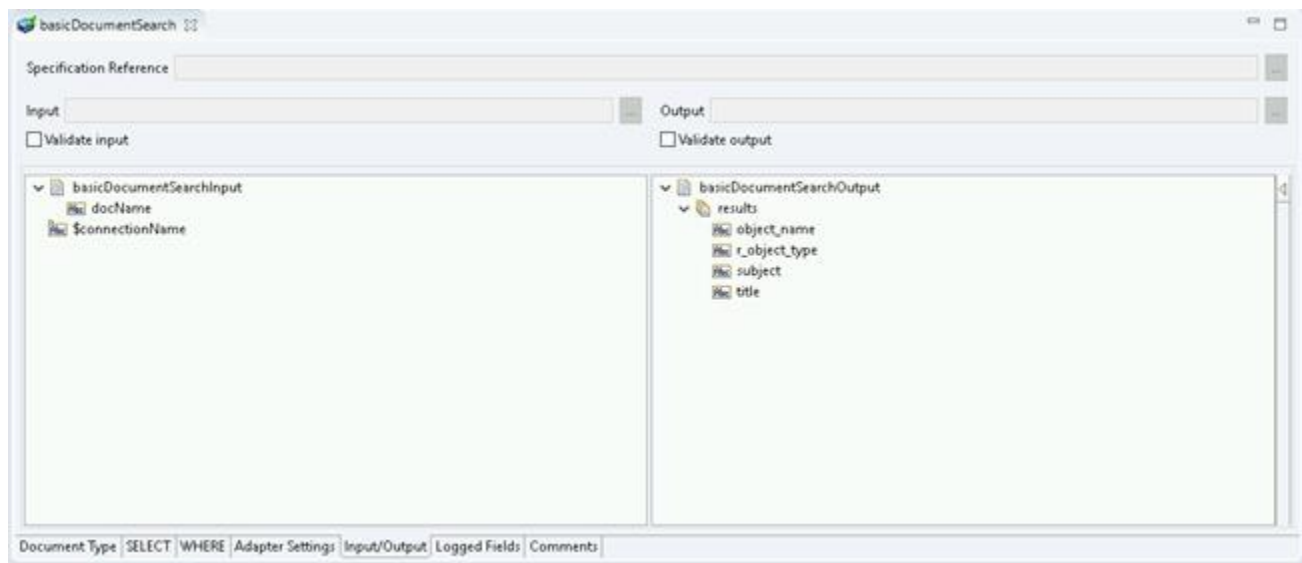 basicDocumentSearch
Specification Reference
Input
Output
Validate input
Validate output
basicDocumentSearchInput
docName
$connectionName
basicDocumentSearchOutput
results
object_name
r_object_type
subject
title
Document Type SELECT WHERE Adapter Settings Input/Output Logged Fields Comments